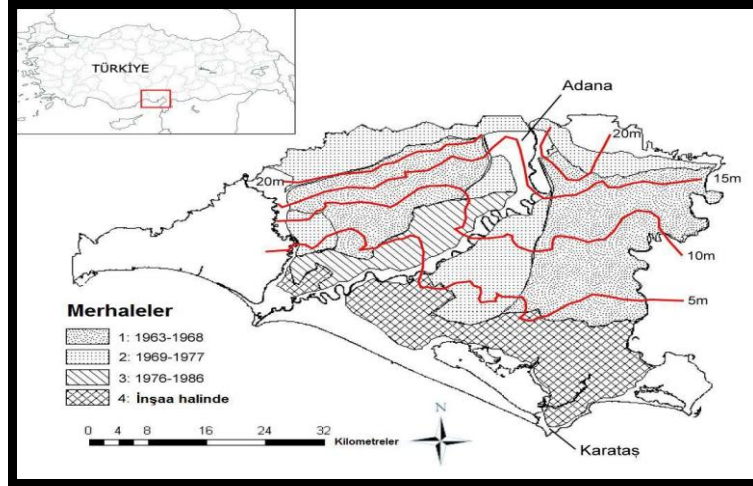 TÜRKİYE
Adana
20m
20m
15m
10m
5m
Merhaleler
1: 1963-1968
2: 1969-1977
3: 1976-1986
4: İnşaa halinde
0 4 8 16 24 32
Kilometreler
N
Karataş